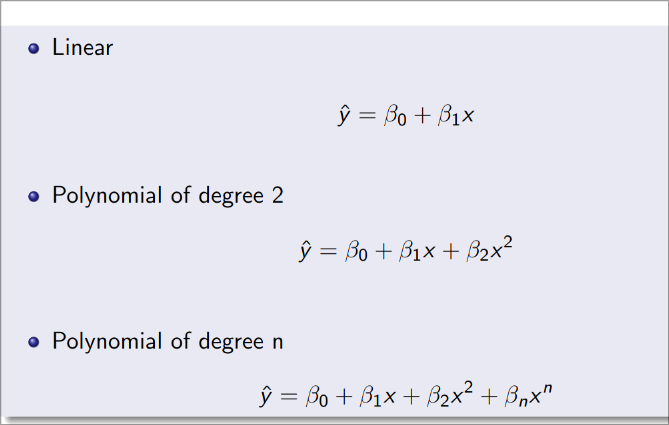 Linear
ŷ = β₀ + β₁x
Polynomial of degree 2
ŷ = β₀ + β₁x + β₂x²
Polynomial of degree n
ŷ = β₀ + β₁x + β₂x² + βₙxⁿ